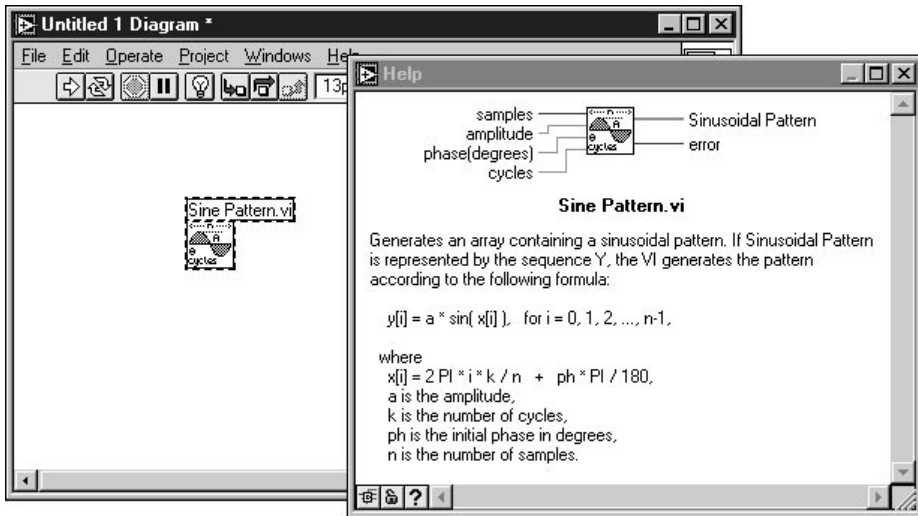 Untitled 1 Diagram *
File Edit Operate Project Windows
Sine Pattern.vi
n
A
θ
cycles
Help
samples
amplitude
phase(degrees)
cycles
n
A
θ
cycles
Sinusoidal Pattern
error
Sine Pattern.vi
Generates an array containing a sinusoidal pattern. If Sinusoidal Pattern
is represented by the sequence Y, the VI generates the pattern
according to the following formula:
y[i] = a * sin( x[i] ), for i = 0, 1, 2, ..., n-1,
where
x[i] = 2 PI * i * k / n + ph * PI / 180,
a is the amplitude,
k is the number of cycles,
ph is the initial phase in degrees,
n is the number of samples.
?